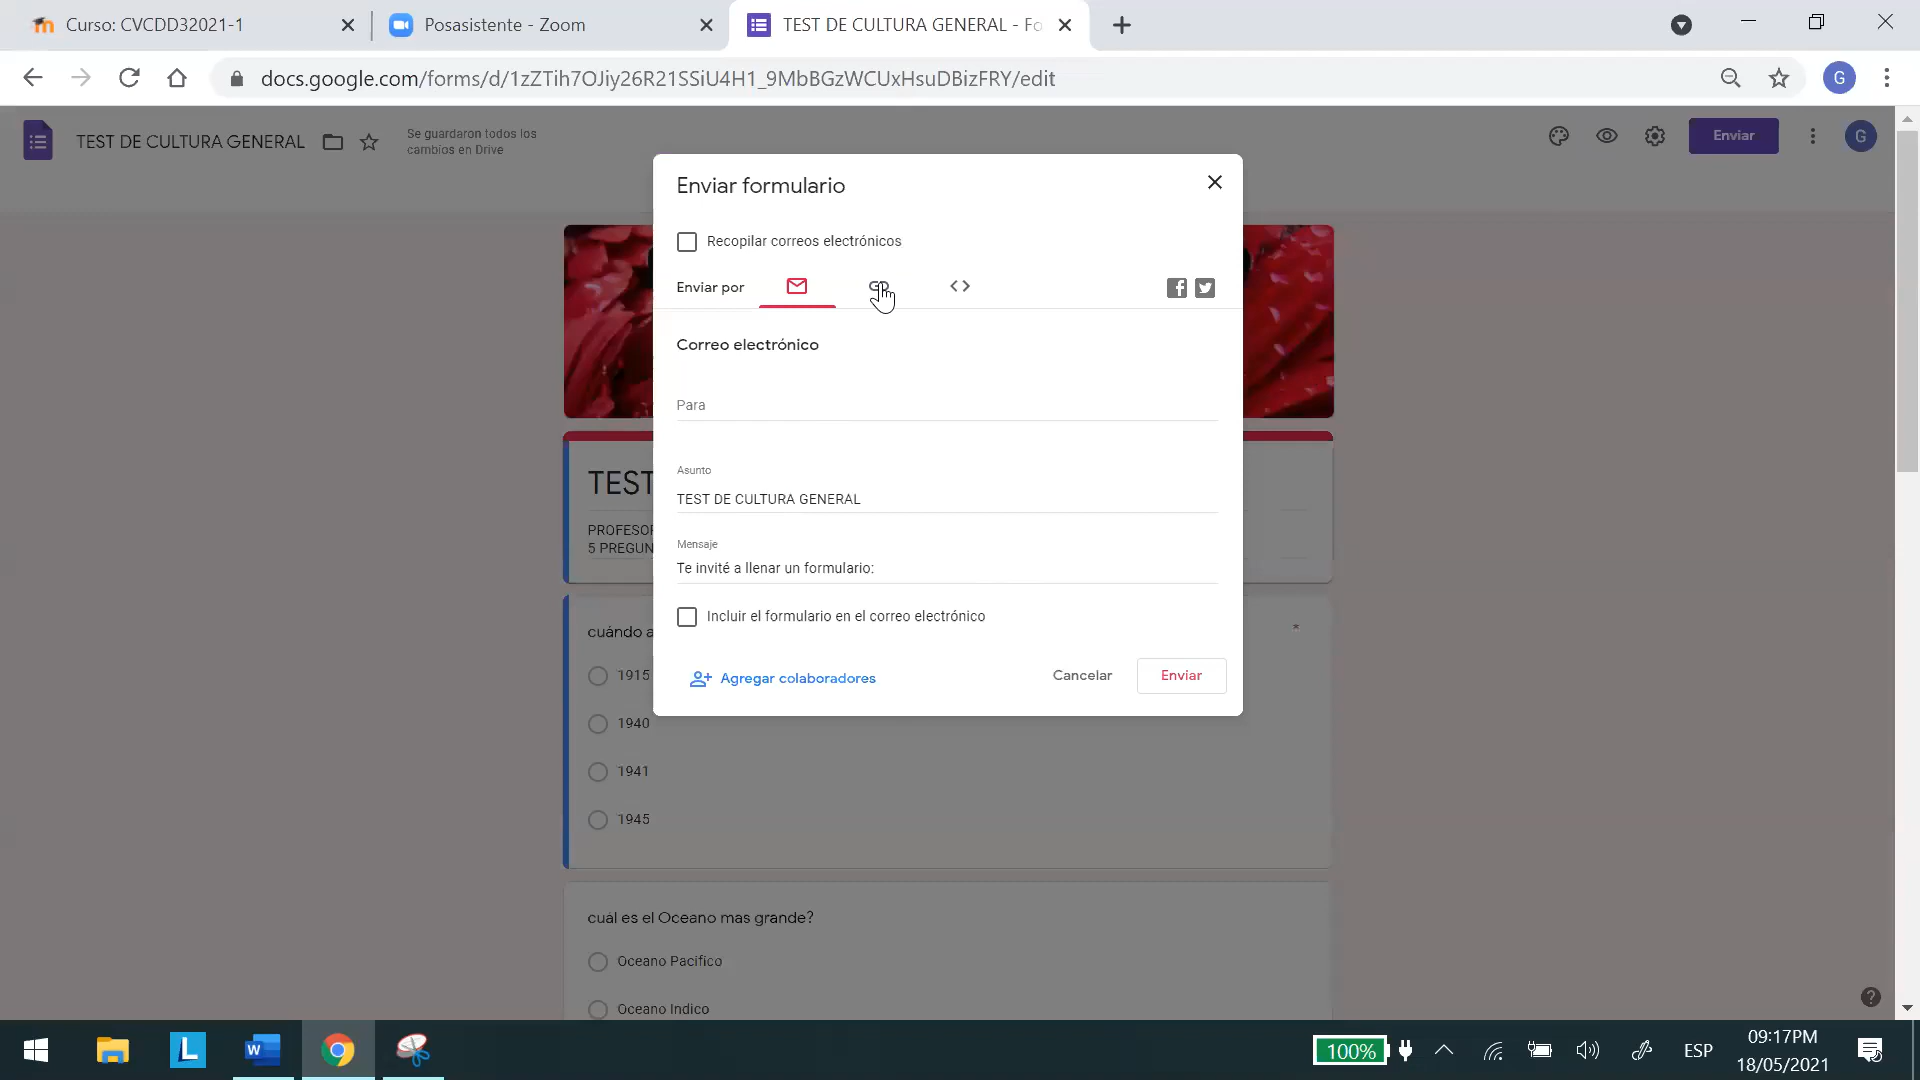 Curso: CVCDD32021-1
Posasistente - Zoom
TEST DE CULTURA GENERAL - Fo
docs.google.com/forms/d/1zZTih7OJiy26R21SSiU4H1_9MbBGzWCUxHsuDBizFRY/edit
G
TEST DE CULTURA GENERAL
Se guardaron todos los
cambios en Drive
Enviar
G
Enviar formulario
Recopilar correos electrónicos
Enviar por
Correo electrónico
Para
Asunto
TEST DE CULTURA GENERAL
Mensaje
Te invité a llenar un formulario:
Incluir el formulario en el correo electrónico
Agregar colaboradores
Cancelar
Enviar
TEST
PROFESOR
5 PREGUN
cuándo a
*
1915
1940
1941
1945
cuál es el Oceano mas grande?
Oceano Pacifico
Oceano Indico
100%
ESP
09:17PM
18/05/2021